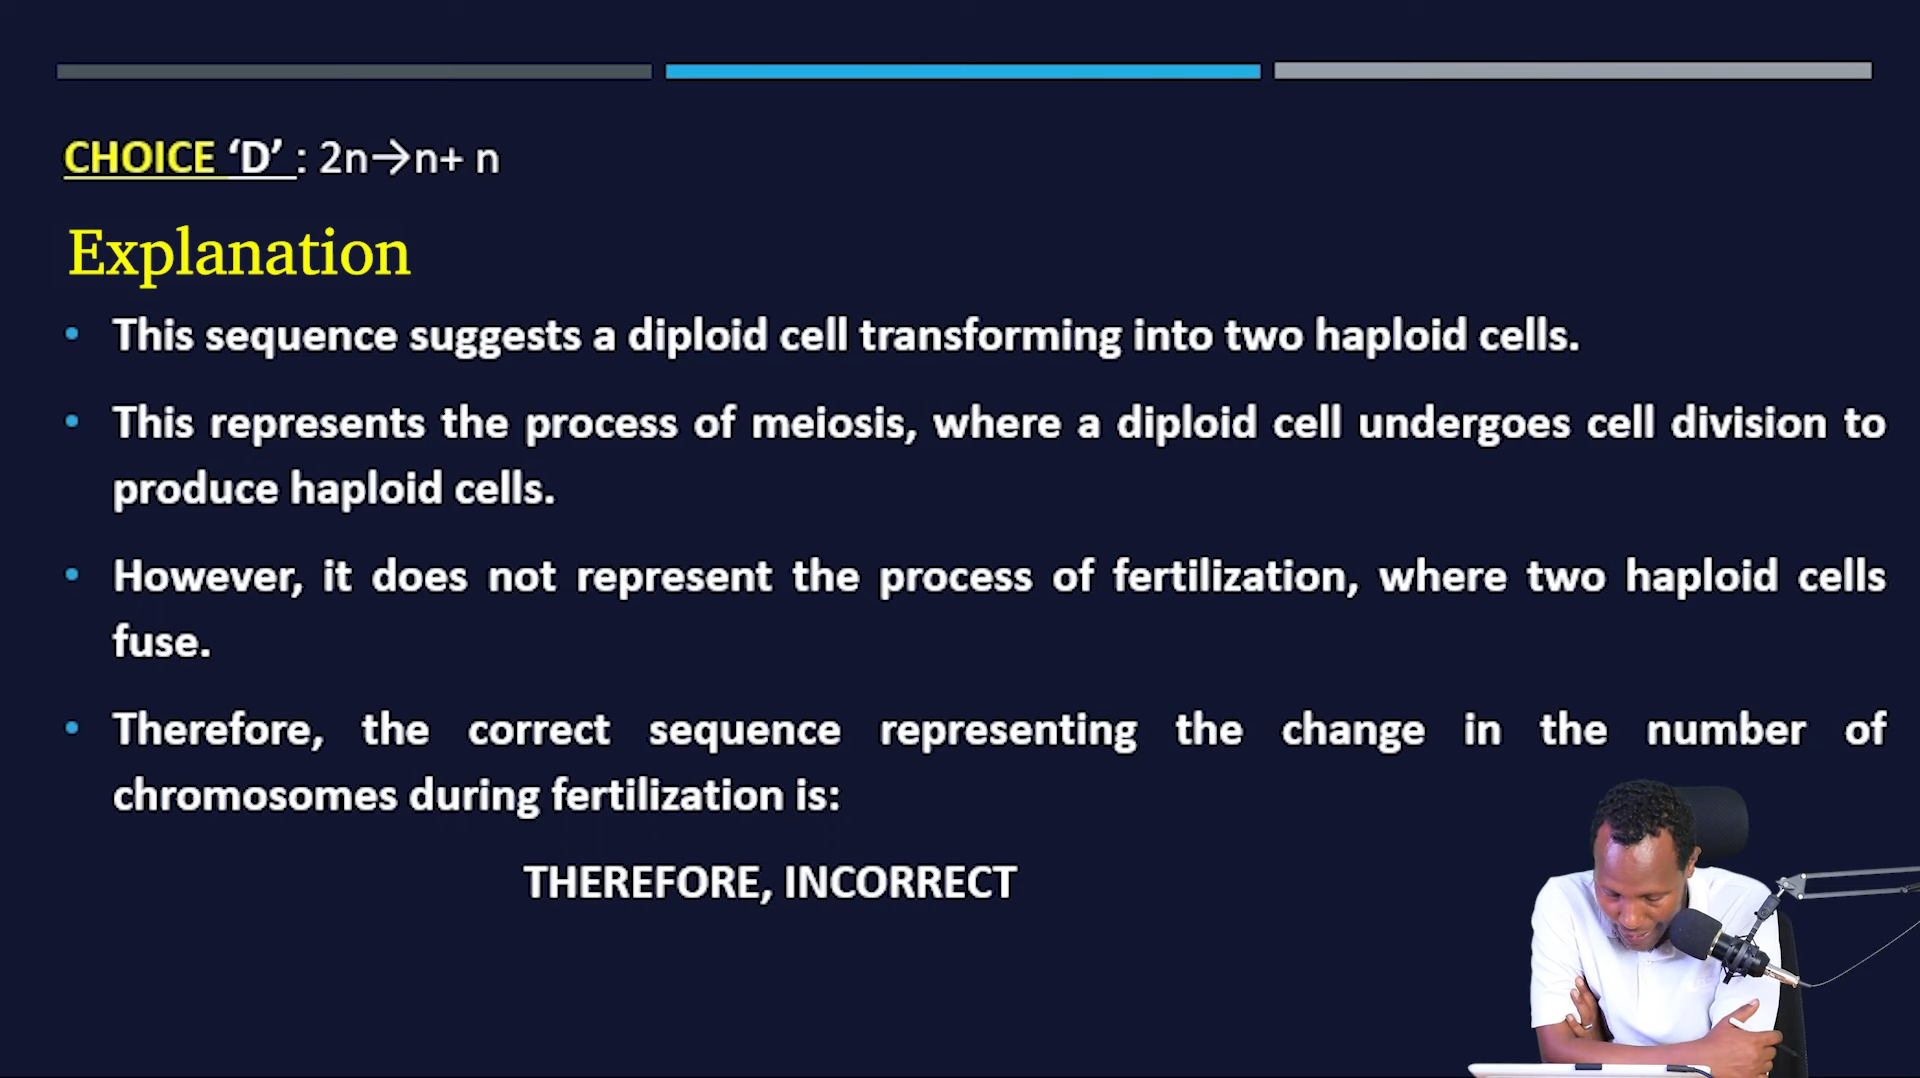 CHOICE ‘D’ : 2n→n+ n
Explanation
• This sequence suggests a diploid cell transforming into two haploid cells.
• This represents the process of meiosis, where a diploid cell undergoes cell division to
produce haploid cells.
• However, it does not represent the process of fertilization, where two haploid cells
fuse.
• Therefore, the correct sequence representing the change in the number of
chromosomes during fertilization is:
THEREFORE, INCORRECT